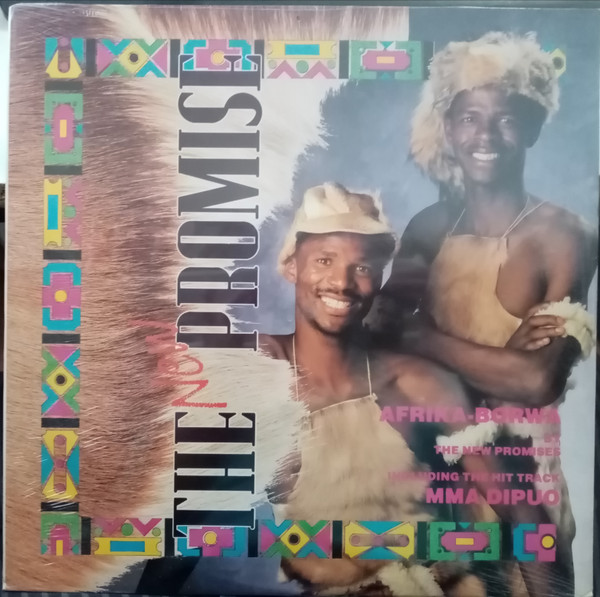 THE PROMISE
New
AFRIKA-BORWA
BY
THE NEW PROMISES
INCLUDING THE HIT TRACK
MMA DIPUO